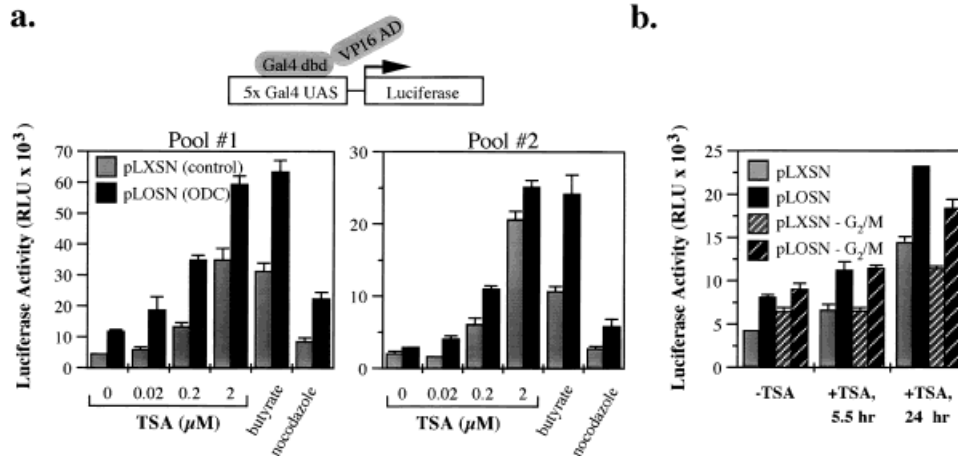 a.
b.
Gal4 dbd
VP16 AD
5x Gal4 UAS
Luciferase
Pool #1
Pool #2
Luciferase Activity (RLU x 10³)
70
60
50
40
30
20
10
0
pLXSN (control)
pLOSN (ODC)
0
0.02
0.2
2
TSA (µM)
butyrate
nocodazole
30
20
10
0
0
0.02
0.2
2
TSA (µM)
butyrate
nocodazole
Luciferase Activity (RLU x 10³)
25
20
15
10
5
0
pLXSN
pLOSN
pLXSN - G₂/M
pLOSN - G₂/M
-TSA
+TSA,
5.5 hr
+TSA,
24 hr